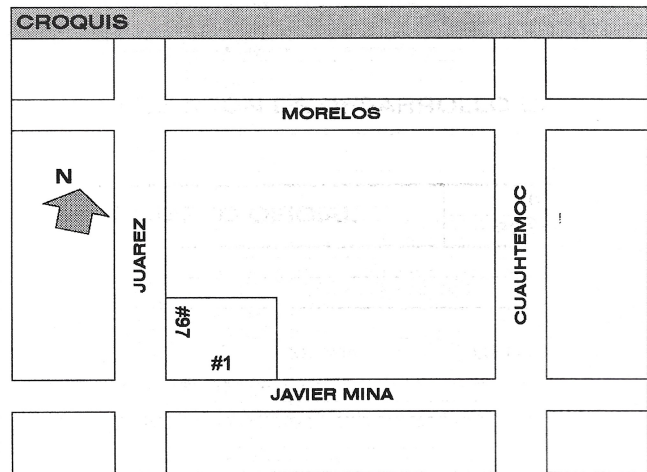 CROQUIS
MORELOS
N
JUAREZ
CUAUHTEMOC
#97
#1
JAVIER MINA